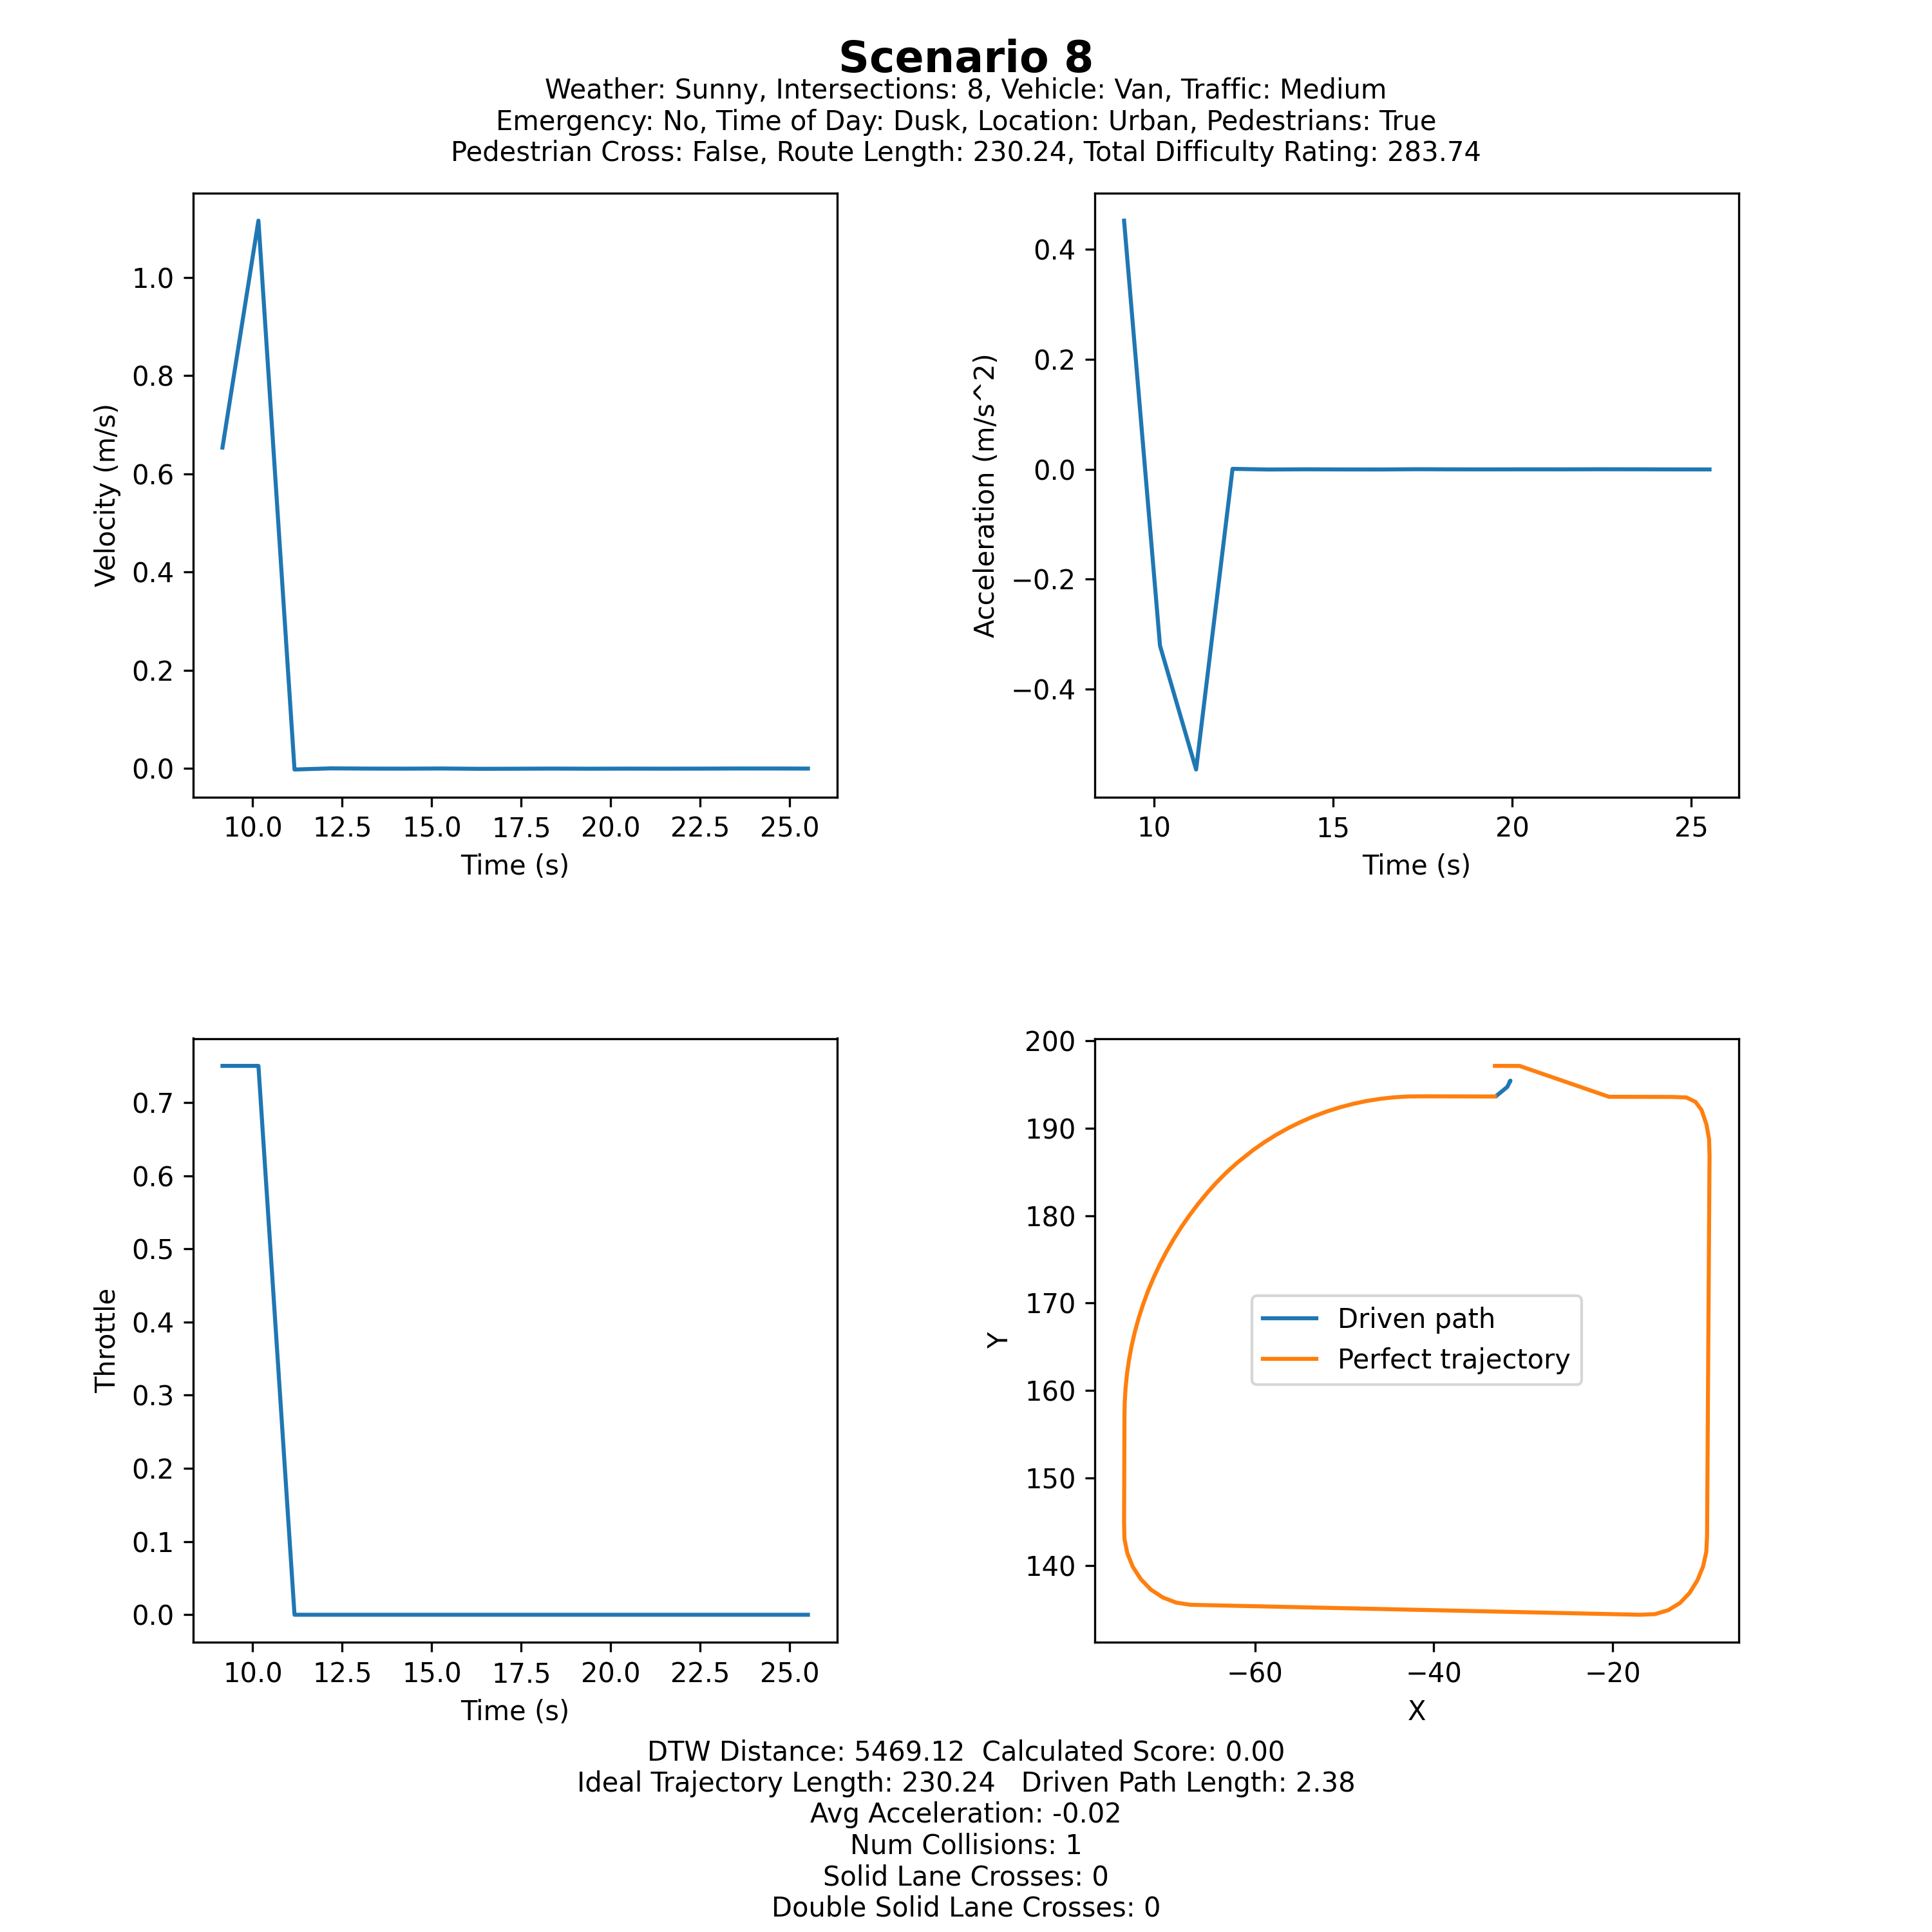 Scenario 8
Weather: Sunny, Intersections: 8, Vehicle: Van, Traffic: Medium
Emergency: No, Time of Day: Dusk, Location: Urban, Pedestrians: True
Pedestrian Cross: False, Route Length: 230.24, Total Difficulty Rating: 283.74
Velocity (m/s)
1.0
0.8
0.6
0.4
0.2
0.0
10.0 12.5 15.0 17.5 20.0 22.5 25.0
Time (s)
Acceleration (m/s^2)
0.4
0.2
0.0
−0.2
−0.4
10 15 20 25
Time (s)
Throttle
0.7
0.6
0.5
0.4
0.3
0.2
0.1
0.0
10.0 12.5 15.0 17.5 20.0 22.5 25.0
Time (s)
Y
200
190
180
170
160
150
140
Driven path
Perfect trajectory
−60 −40 −20
X
DTW Distance: 5469.12 Calculated Score: 0.00
Ideal Trajectory Length: 230.24 Driven Path Length: 2.38
Avg Acceleration: -0.02
Num Collisions: 1
Solid Lane Crosses: 0
Double Solid Lane Crosses: 0